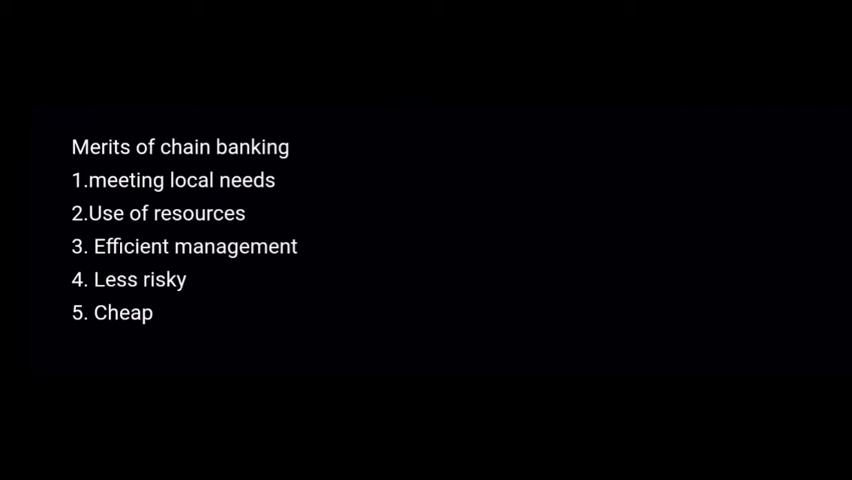 Merits of chain banking
1.meeting local needs
2.Use of resources
3. Efficient management
4. Less risky
5. Cheap